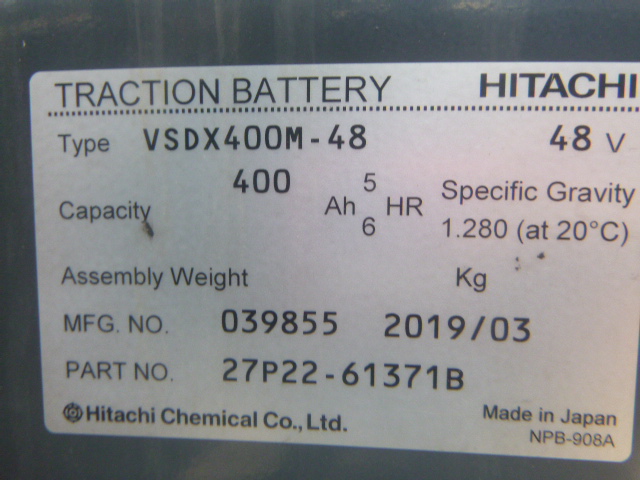 TRACTION BATTERY HITACHI
Type VSDX400M-48 48 V
Capacity 400 Ah 5 HR Specific Gravity
6 1.280 (at 20°C)
Assembly Weight Kg
MFG. NO. 039855 2019/03
PART NO. 27P22-61371B
Hitachi Chemical Co., Ltd. Made in Japan
NPB-908A